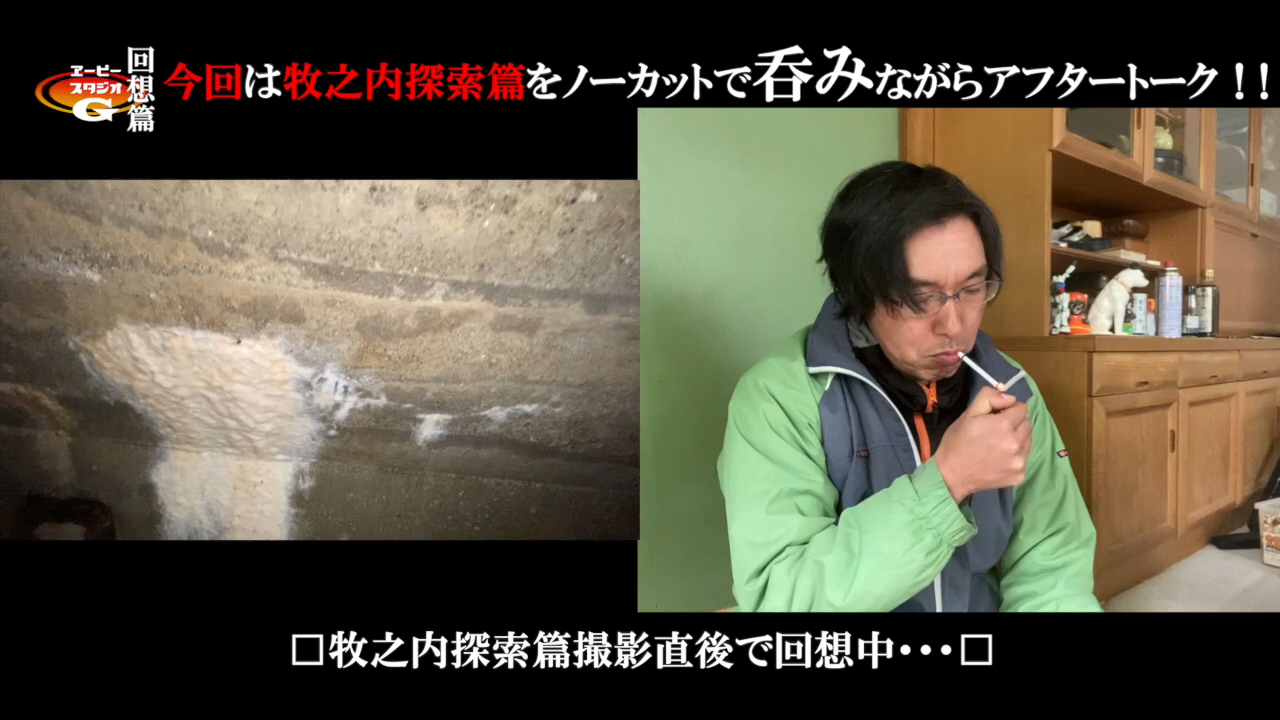 エーピー
スタジオ
G
回想篇
今回は牧之内探索篇をノーカットで呑みながらアフタートーク！！
□牧之内探索篇撮影直後で回想中・・・□